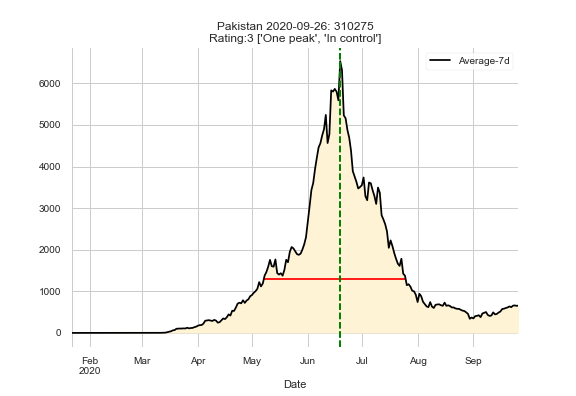 Pakistan 2020-09-26: 310275
Rating:3 ['One peak', 'In control']
Average-7d
6000
5000
4000
3000
2000
1000
0
Feb
2020
Mar
Apr
May
Jun
Jul
Aug
Sep
Date